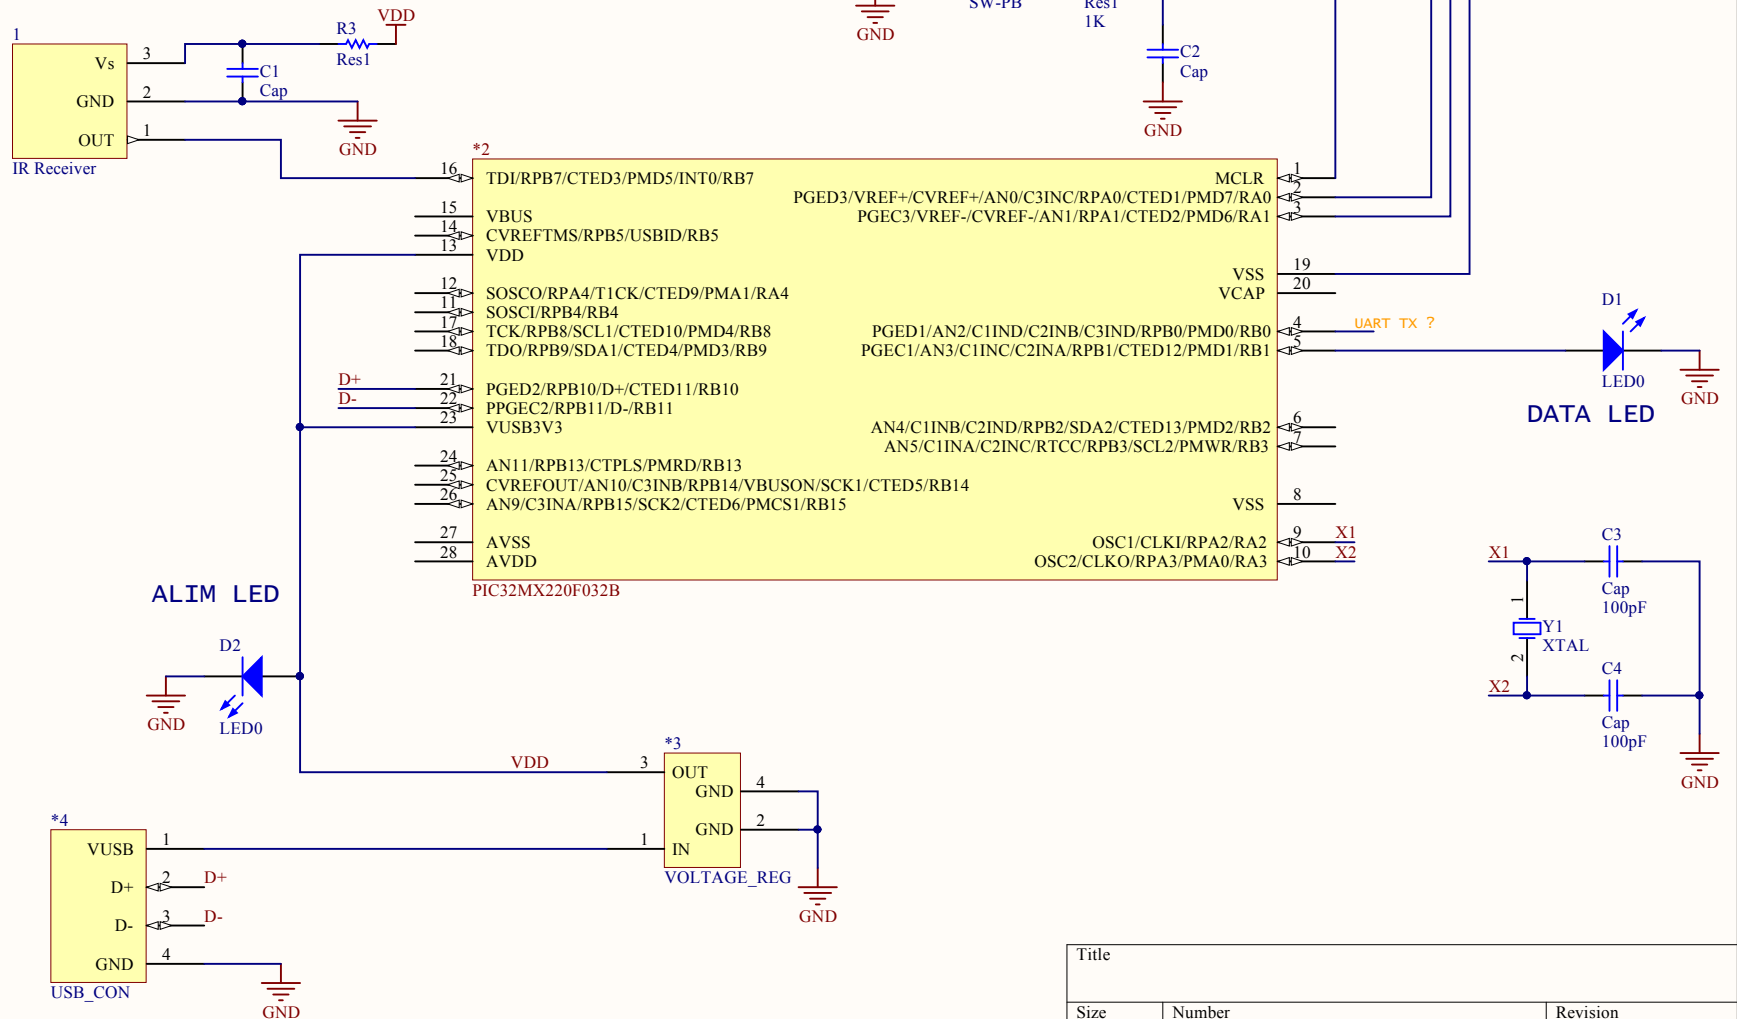 SW-PB
Res1
1K
GND
C2
Cap
GND
1
Vs
3
GND
2
OUT
1
IR Receiver
R3
Res1
VDD
C1
Cap
GND
*2
16
TDI/RPB7/CTED3/PMD5/INT0/RB7
15
VBUS
14
CVREFTMS/RPB5/USBID/RB5
13
VDD
12
SOSCO/RPA4/T1CK/CTED9/PMA1/RA4
11
SOSCI/RPB4/RB4
17
TCK/RPB8/SCL1/CTED10/PMD4/RB8
18
TDO/RPB9/SDA1/CTED4/PMD3/RB9
D+
21
PGED2/RPB10/D+/CTED11/RB10
D-
22
PPGEC2/RPB11/D-/RB11
23
VUSB3V3
24
AN11/RPB13/CTPLS/PMRD/RB13
25
CVREFOUT/AN10/C3INB/RPB14/VBUSON/SCK1/CTED5/RB14
26
AN9/C3INA/RPB15/SCK2/CTED6/PMCS1/RB15
27
AVSS
28
AVDD
PIC32MX220F032B
MCLR
1
PGED3/VREF+/CVREF+/AN0/C3INC/RPA0/CTED1/PMD7/RA0
2
PGEC3/VREF-/CVREF-/AN1/RPA1/CTED2/PMD6/RA1
3
VSS
19
VCAP
20
PGED1/AN2/C1IND/C2INB/C3IND/RPB0/PMD0/RB0
4
UART TX ?
PGEC1/AN3/C1INC/C2INA/RPB1/CTED12/PMD1/RB1
5
AN4/C1INB/C2IND/RPB2/SDA2/CTED13/PMD2/RB2
6
AN5/C1INA/C2INC/RTCC/RPB3/SCL2/PMWR/RB3
7
VSS
8
OSC1/CLKI/RPA2/RA2
9
X1
OSC2/CLKO/RPA3/PMA0/RA3
10
X2
D1
LED0
GND
DATA LED
X1
C3
Cap
100pF
1
Y1
XTAL
2
X2
C4
Cap
100pF
GND
ALIM LED
D2
LED0
GND
VDD
*3
3
OUT
GND
4
GND
2
1
IN
VOLTAGE_REG
GND
*4
VUSB
1
D+
2
D+
D-
3
D-
GND
4
USB_CON
GND
Title
Size
Number
Revision